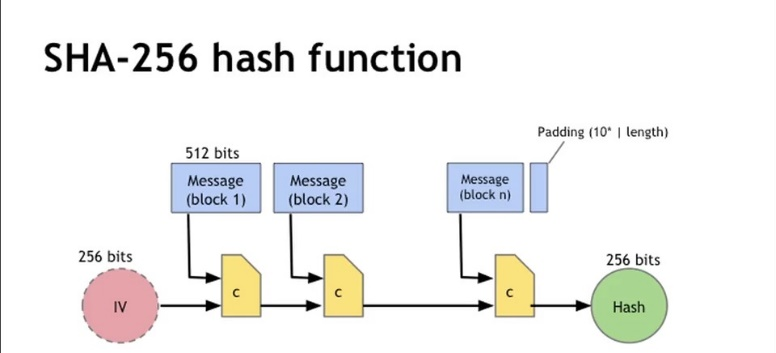 SHA-256 hash function
Padding (10* | length)
512 bits
Message
(block 1)
Message
(block 2)
Message
(block n)
256 bits
IV
c
c
c
256 bits
Hash